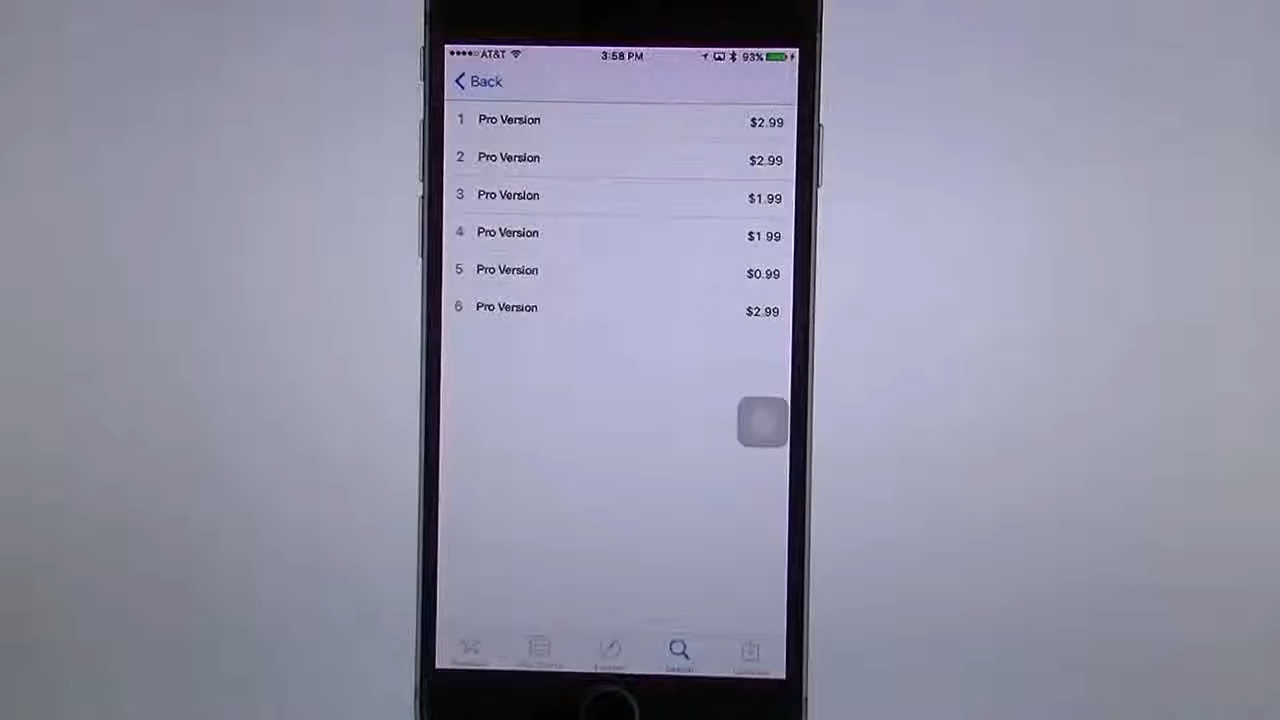 AT&T 3:58 PM 93%
Back
1 Pro Version $2.99
2 Pro Version $2.99
3 Pro Version $1.99
4 Pro Version $1.99
5 Pro Version $0.99
6 Pro Version $2.99